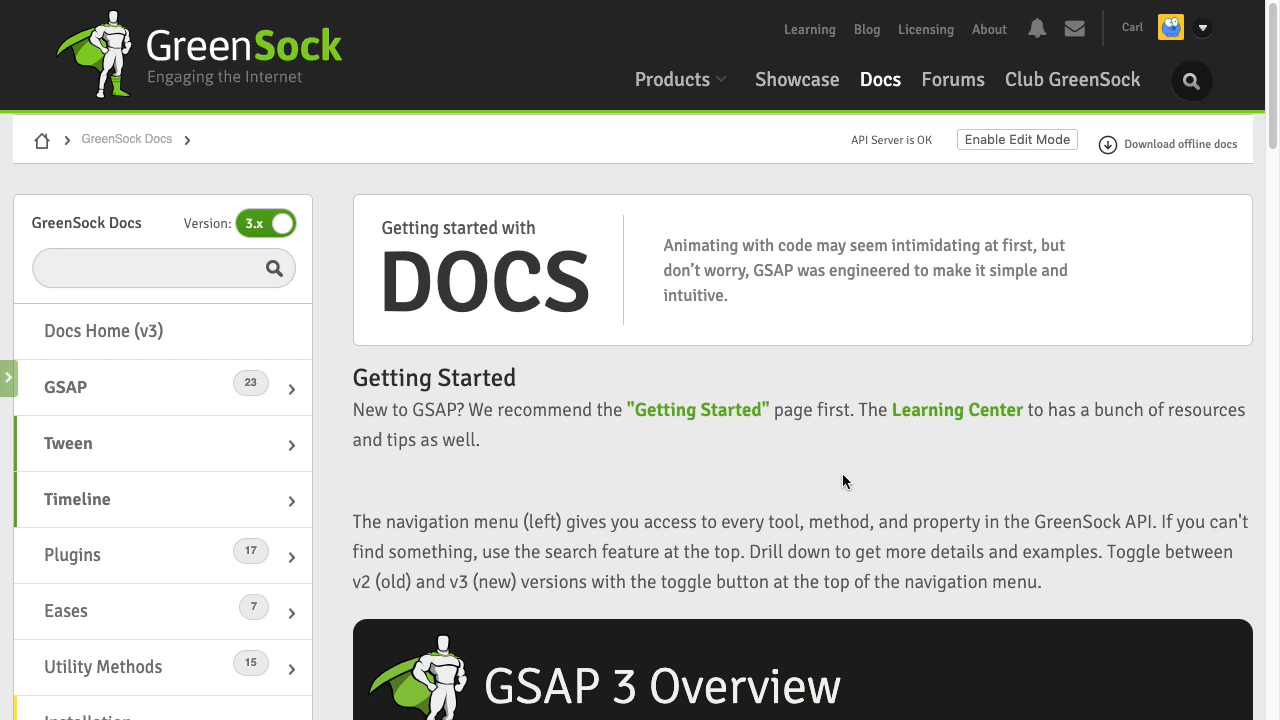 Learning Blog Licensing About Carl
GreenSock
Engaging the Internet
Products Showcase Docs Forums Club GreenSock
GreenSock Docs
API Server is OK
Enable Edit Mode
Download offline docs
GreenSock Docs
Version: 3.x
Docs Home (v3)
GSAP 23
Tween
Timeline
Plugins 17
Eases 7
Utility Methods 15
Installation
Getting started with
DOCS
Animating with code may seem intimidating at first, but
don’t worry, GSAP was engineered to make it simple and
intuitive.
Getting Started
New to GSAP? We recommend the "Getting Started" page first. The Learning Center to has a bunch of resources
and tips as well.
The navigation menu (left) gives you access to every tool, method, and property in the GreenSock API. If you can't
find something, use the search feature at the top. Drill down to get more details and examples. Toggle between
v2 (old) and v3 (new) versions with the toggle button at the top of the navigation menu.
GSAP 3 Overview